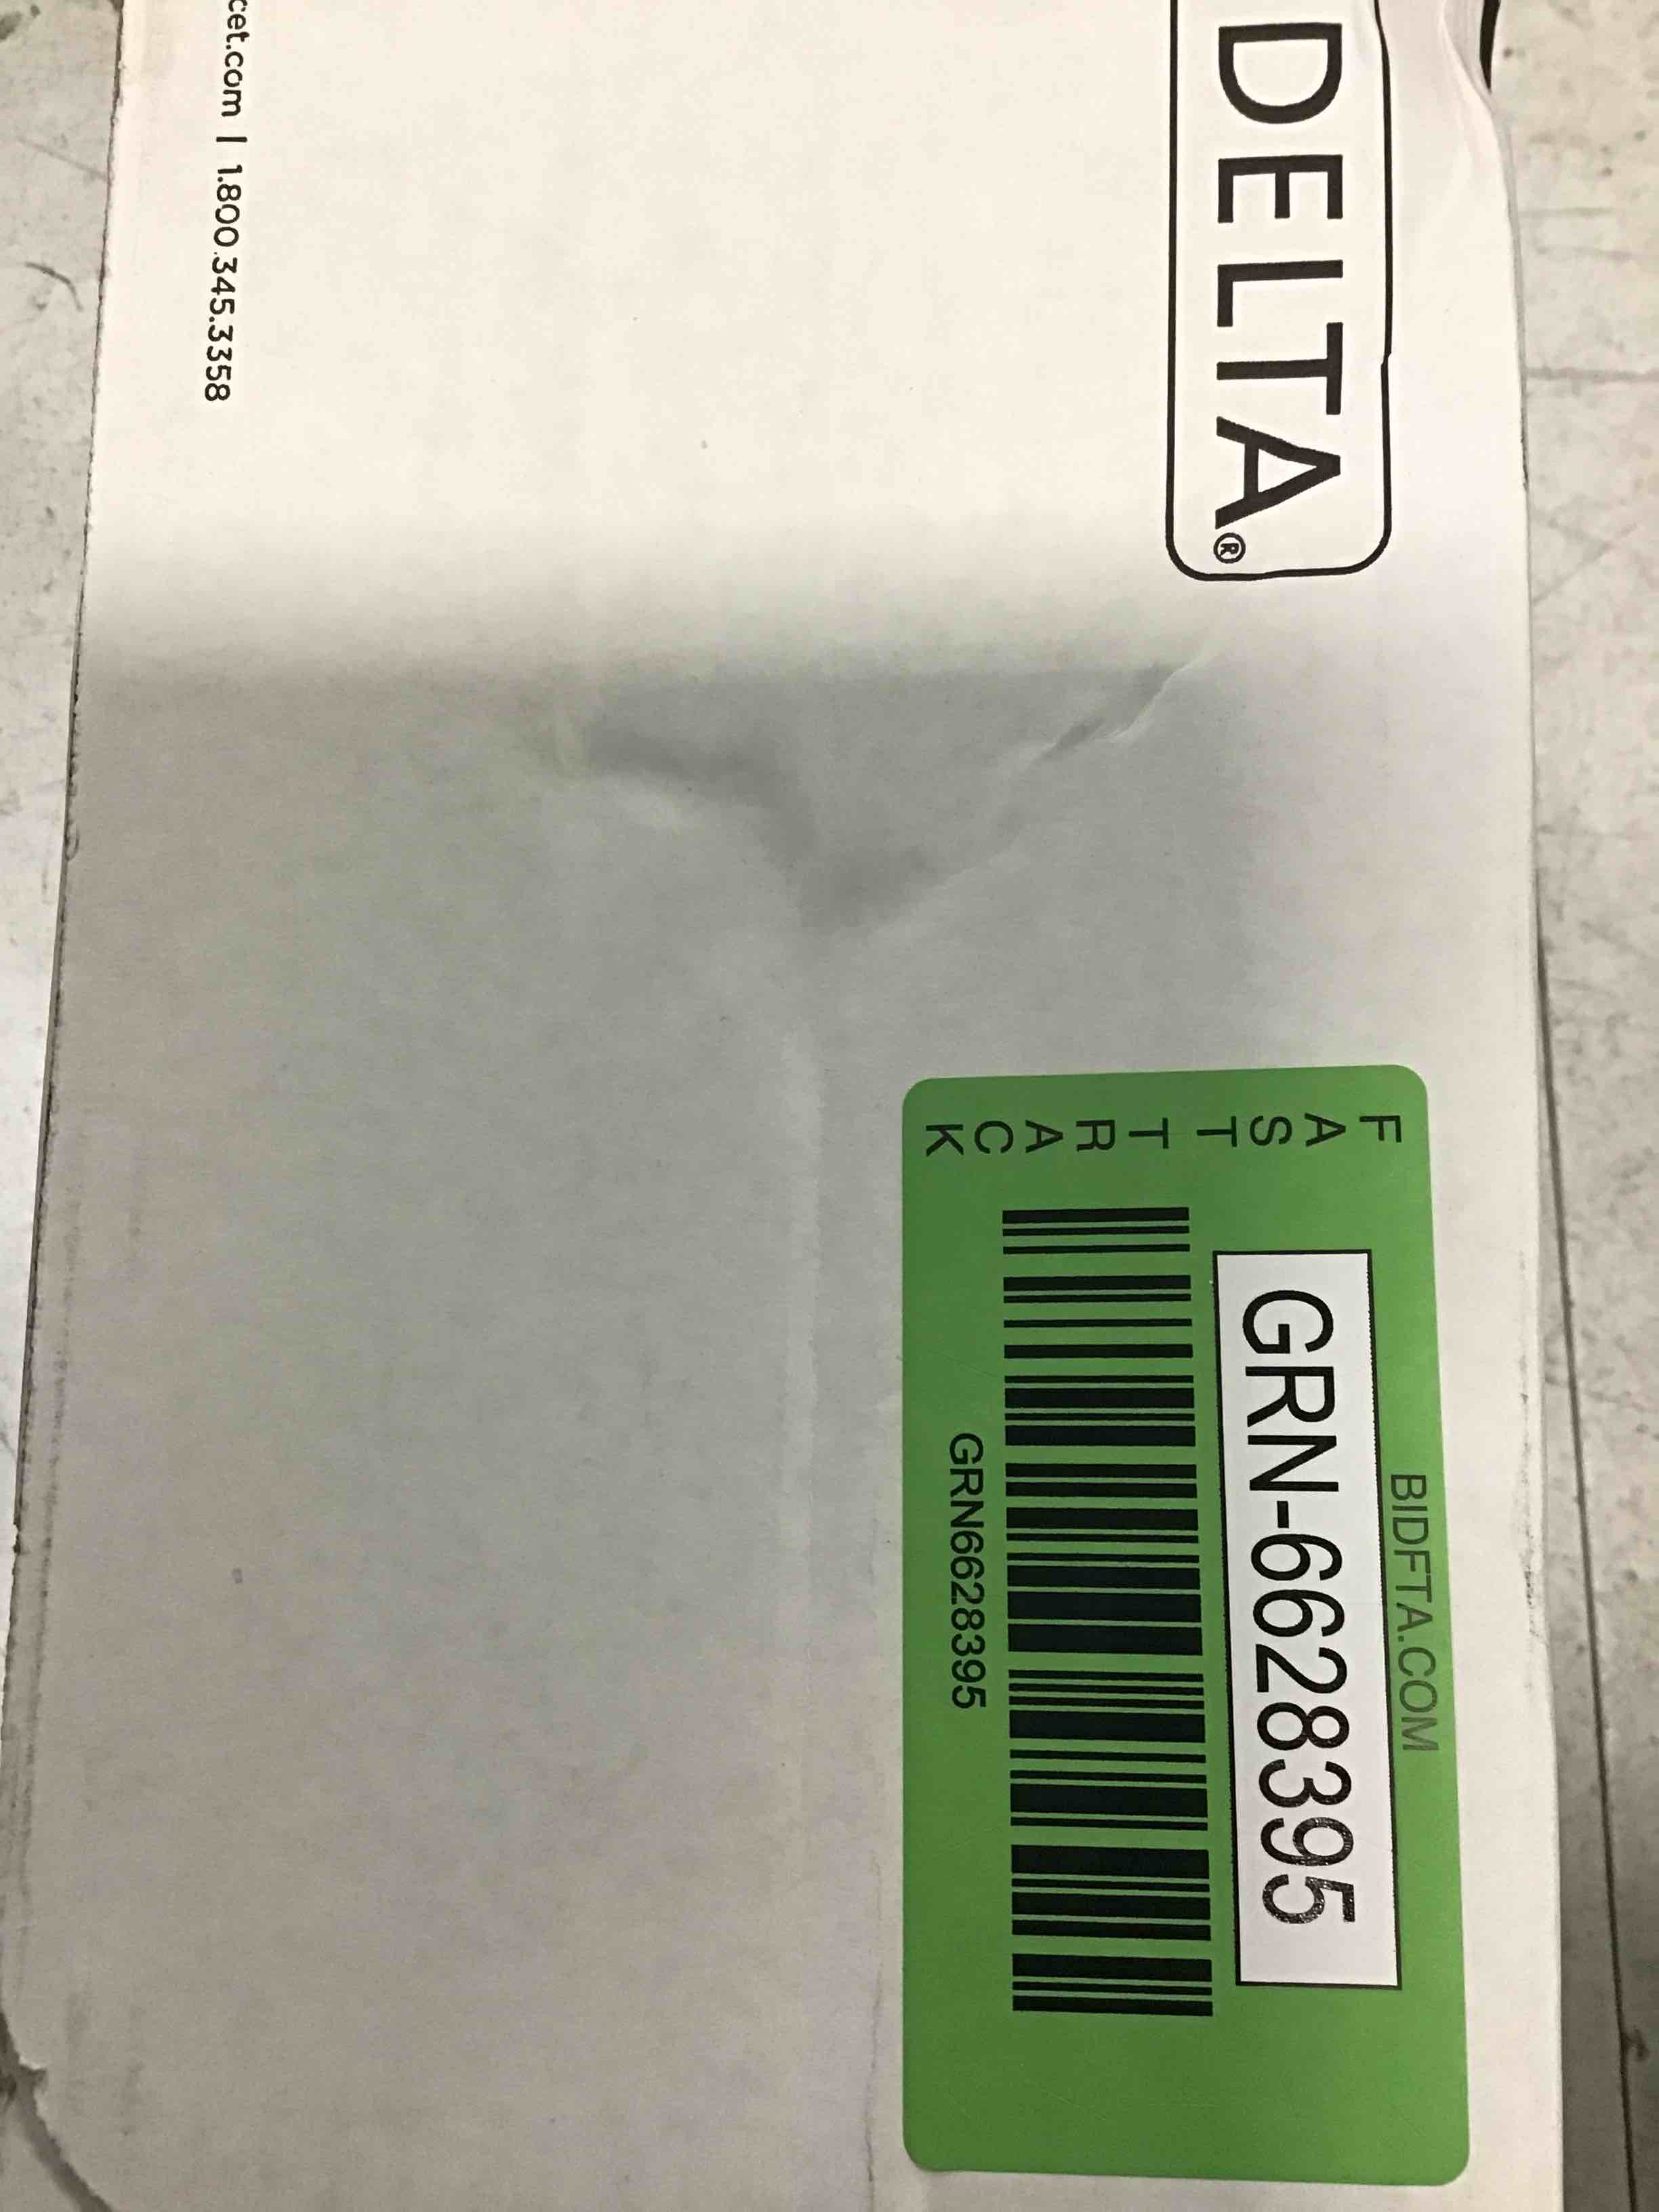 DELTA®
cet.com | 1.800.345.3358
BIDFTA.COM
FAST TRACK
GRN-6628395
GRN6628395